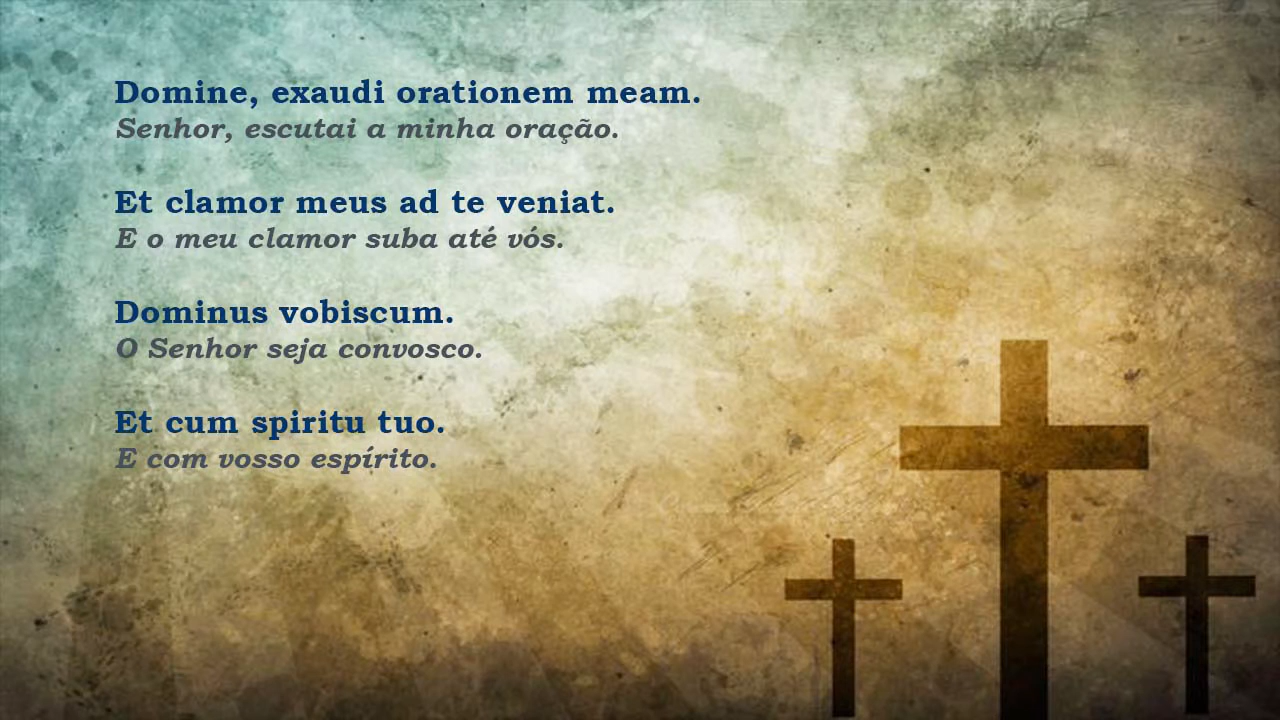 Domine, exaudi orationem meam.
Senhor, escutai a minha oração.
Et clamor meus ad te veniat.
E o meu clamor suba até vós.
Dominus vobiscum.
O Senhor seja convosco.
Et cum spiritu tuo.
E com vosso espírito.